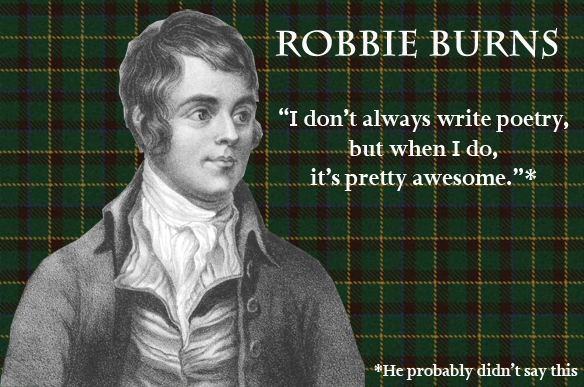 ROBBIE BURNS
“I don’t always write poetry,
but when I do,
it’s pretty awesome.”*
*He probably didn’t say this